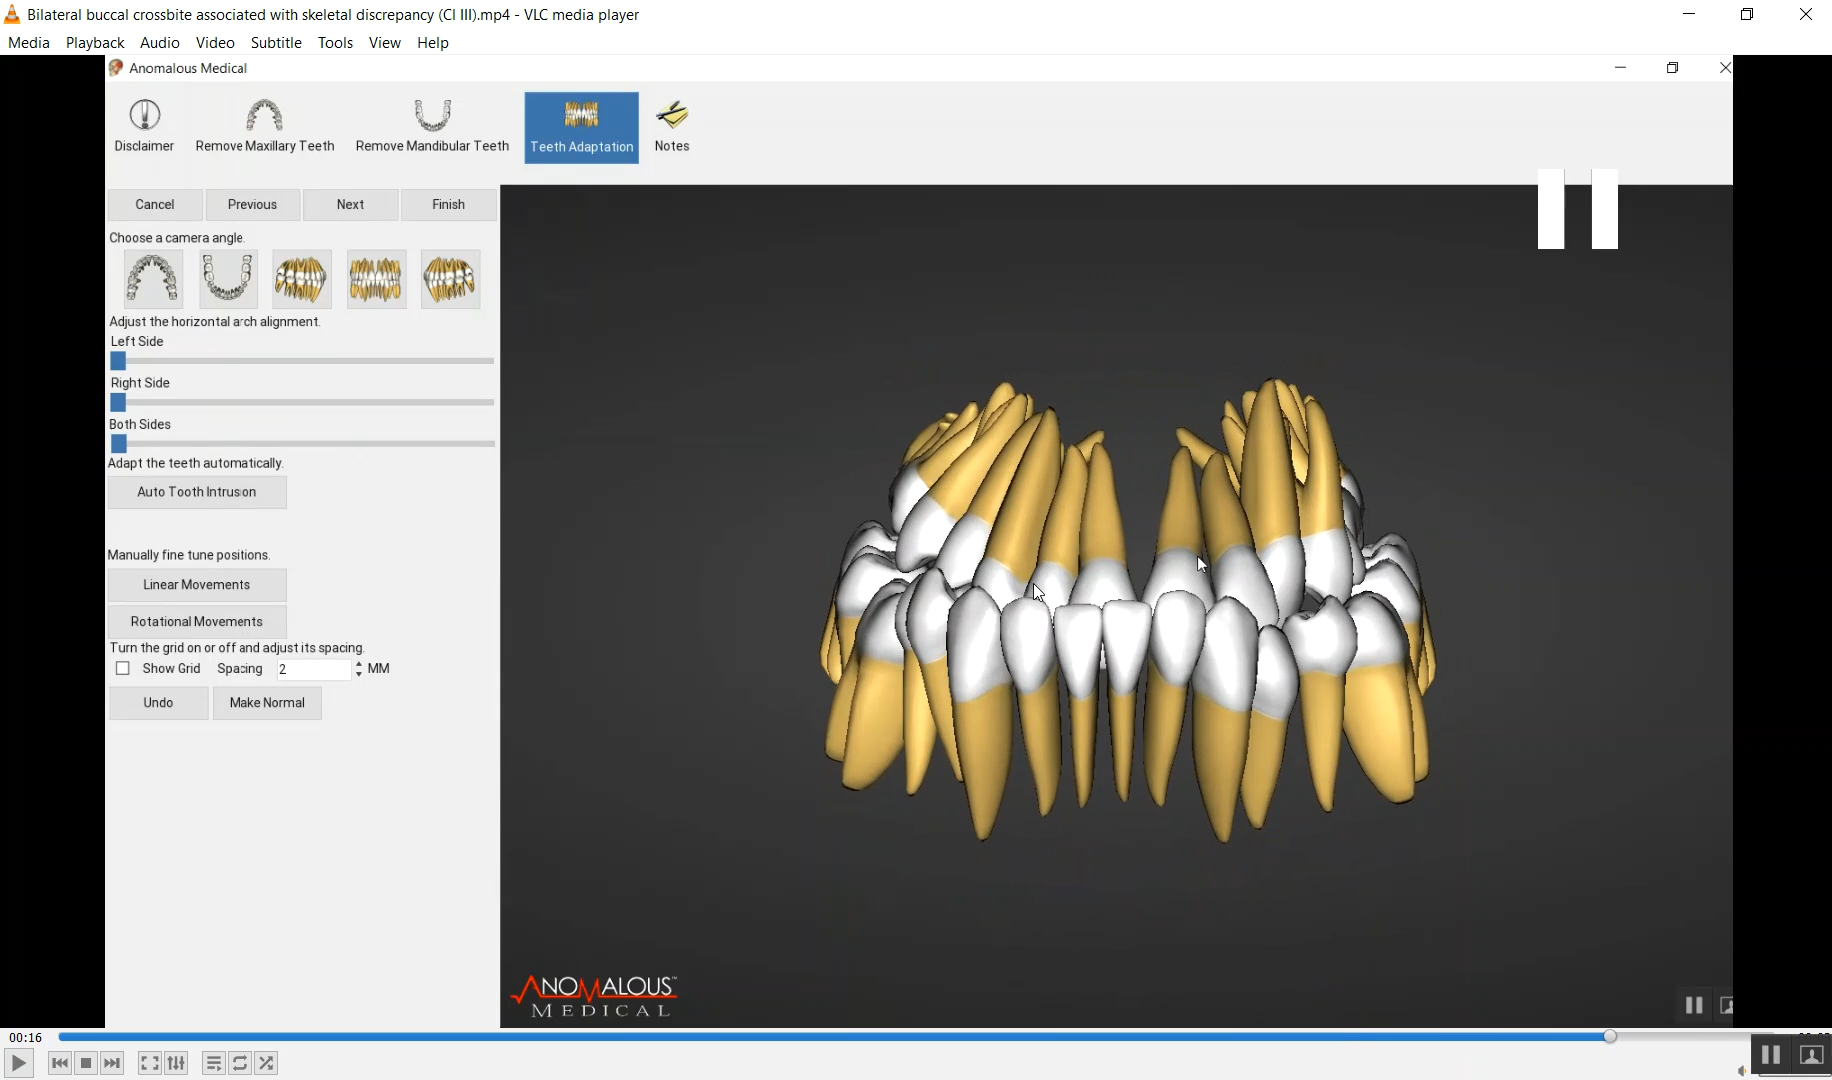 Bilateral buccal crossbite associated with skeletal discrepancy (Cl III).mp4 - VLC media player
Media Playback Audio Video Subtitle Tools View Help
Anomalous Medical
Disclaimer Remove Maxillary Teeth Remove Mandibular Teeth Teeth Adaptation Notes
Cancel Previous Next Finish
Choose a camera angle.
Adjust the horizontal arch alignment.
Left Side
Right Side
Both Sides
Adapt the teeth automatically.
Auto Tooth Intrusion
Manually fine tune positions.
Linear Movements
Rotational Movements
Turn the grid on or off and adjust its spacing.
Show Grid Spacing 2 MM
Undo Make Normal
ANOMALOUS™
MEDICAL
00:16